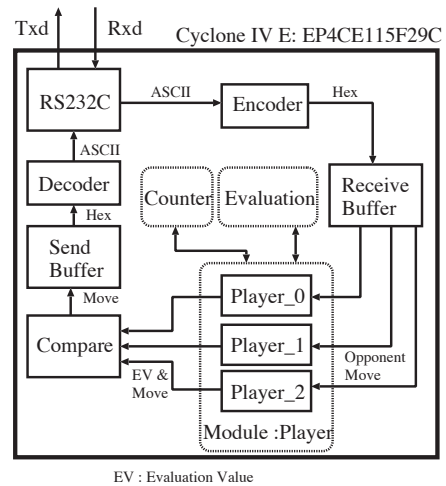 Txd
Rxd
Cyclone IV E: EP4CE115F29C
RS232C
ASCII
Encoder
Hex
ASCII
Decoder
Counter
Evaluation
Receive
Buffer
Hex
Send
Buffer
Move
Player_0
Compare
Player_1
Opponent
Move
EV &
Move
Player_2
Module :Player
EV : Evaluation Value